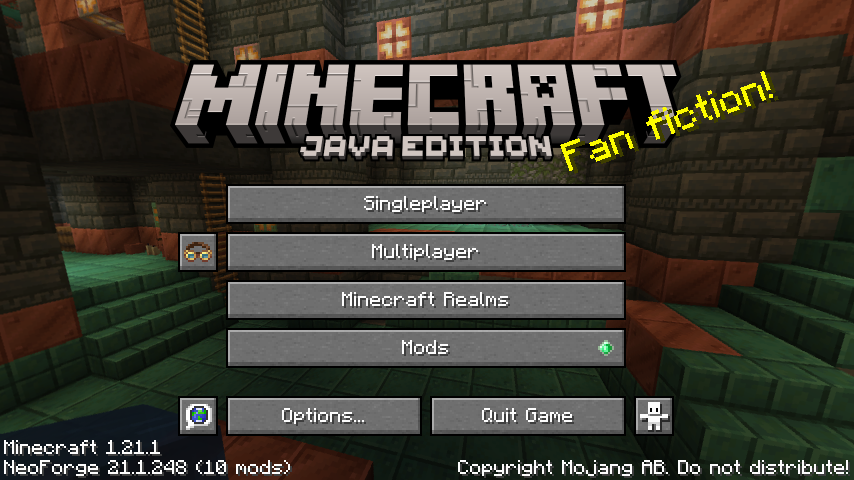 MINECRAFT
JAVA EDITION
Fan fiction!
Singleplayer
Multiplayer
Minecraft Realms
Mods
Options...
Quit Game
Minecraft 1.21.1
NeoForge 21.1.248 (10 mods)
Copyright Mojang AB. Do not distribute!